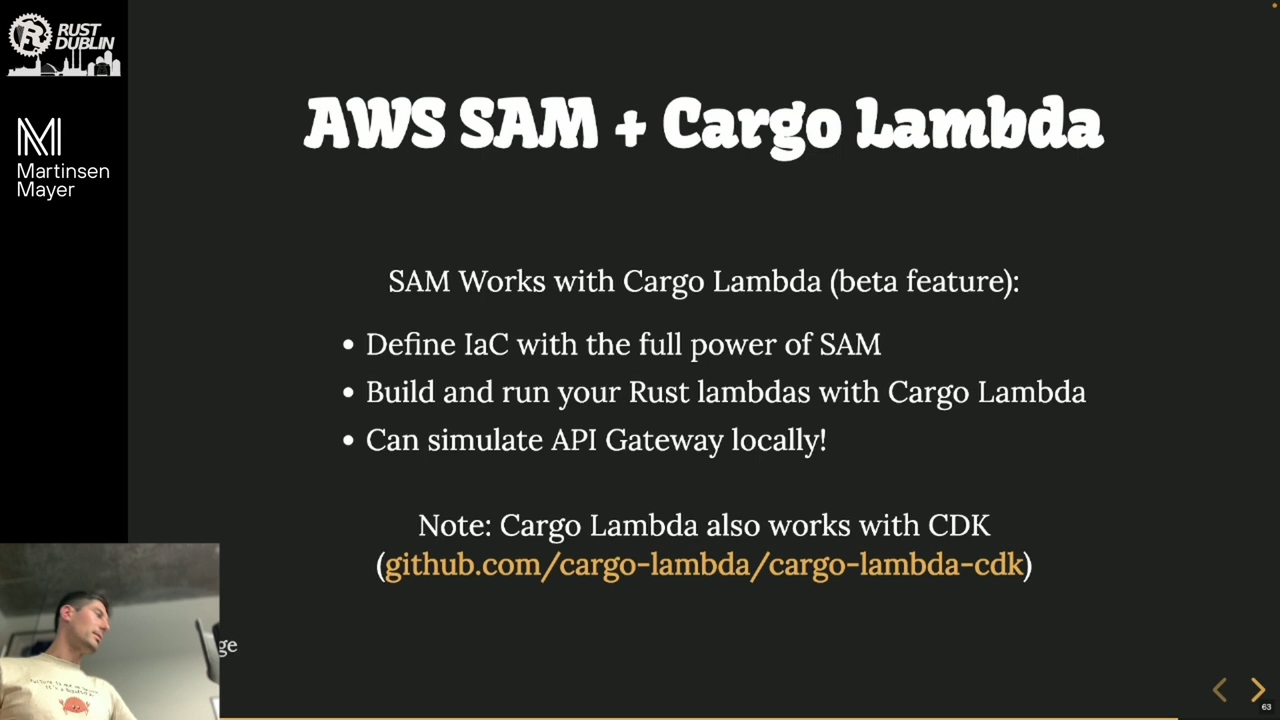 RUST
DUBLIN
Martinsen
Mayer
AWS SAM + Cargo Lambda
SAM Works with Cargo Lambda (beta feature):
• Define IaC with the full power of SAM
• Build and run your Rust lambdas with Cargo Lambda
• Can simulate API Gateway locally!
Note: Cargo Lambda also works with CDK
(github.com/cargo-lambda/cargo-lambda-cdk)
ge
63